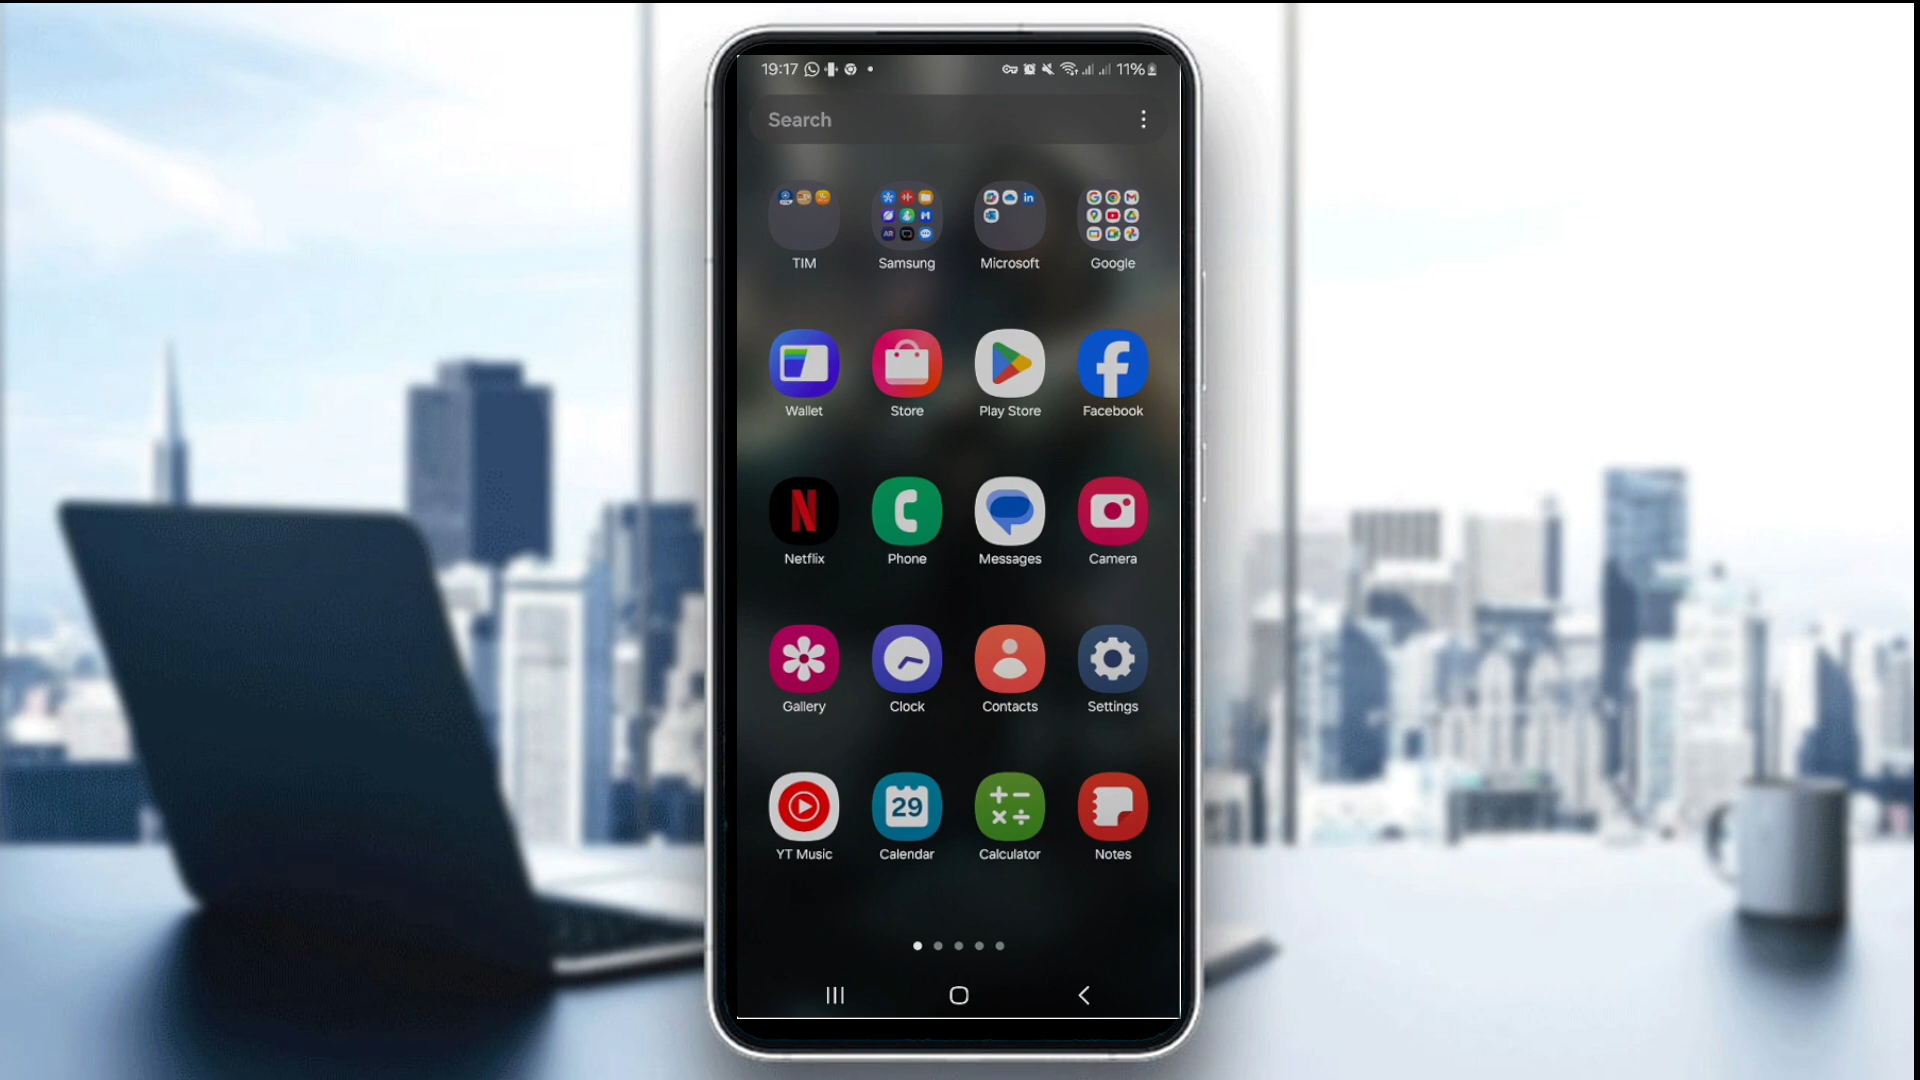 19:17 11%
Search
TIM Samsung Microsoft Google
Wallet Store Play Store Facebook
N
Netflix Phone Messages Camera
Gallery Clock Contacts Settings
29
YT Music Calendar Calculator Notes